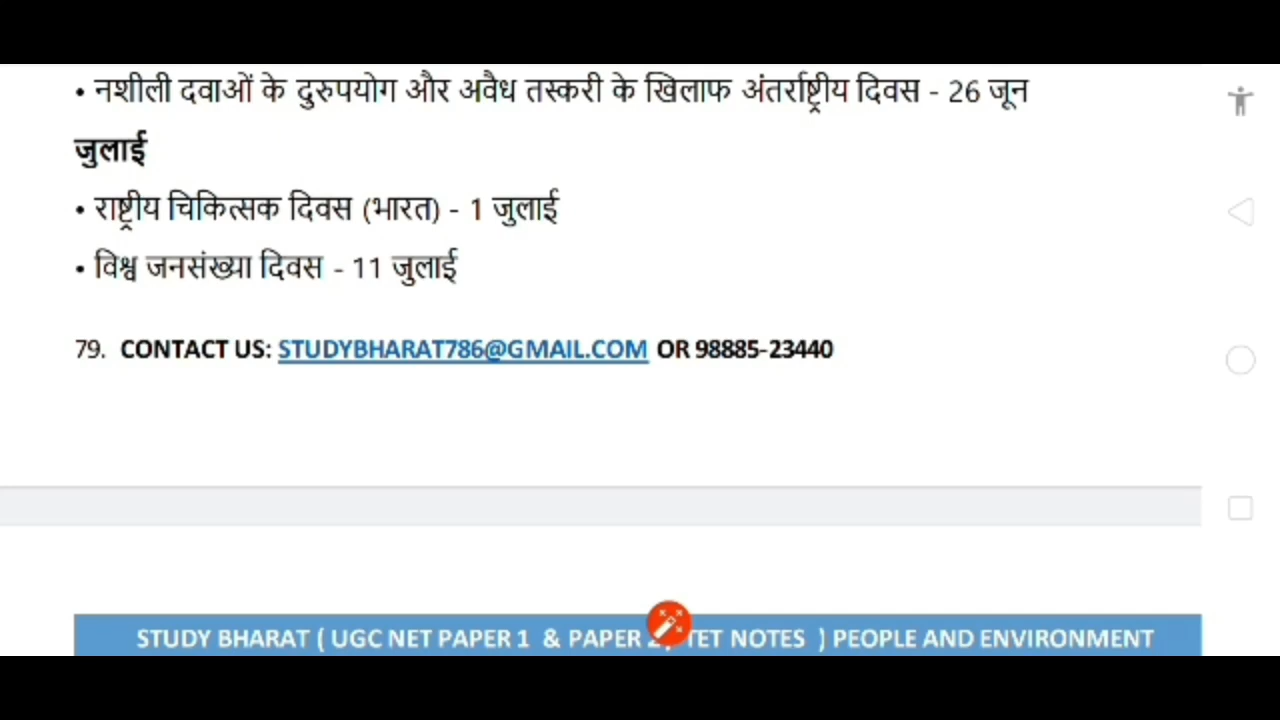 • नशीली दवाओं के दुरुपयोग और अवैध तस्करी के खिलाफ अंतर्राष्ट्रीय दिवस - 26 जून
जुलाई
• राष्ट्रीय चिकित्सक दिवस (भारत) - 1 जुलाई
• विश्व जनसंख्या दिवस - 11 जुलाई
79. CONTACT US: STUDYBHARAT786@GMAIL.COM OR 98885-23440
STUDY BHARAT ( UGC NET PAPER 1 & PAPER 2, TET NOTES ) PEOPLE AND ENVIRONMENT